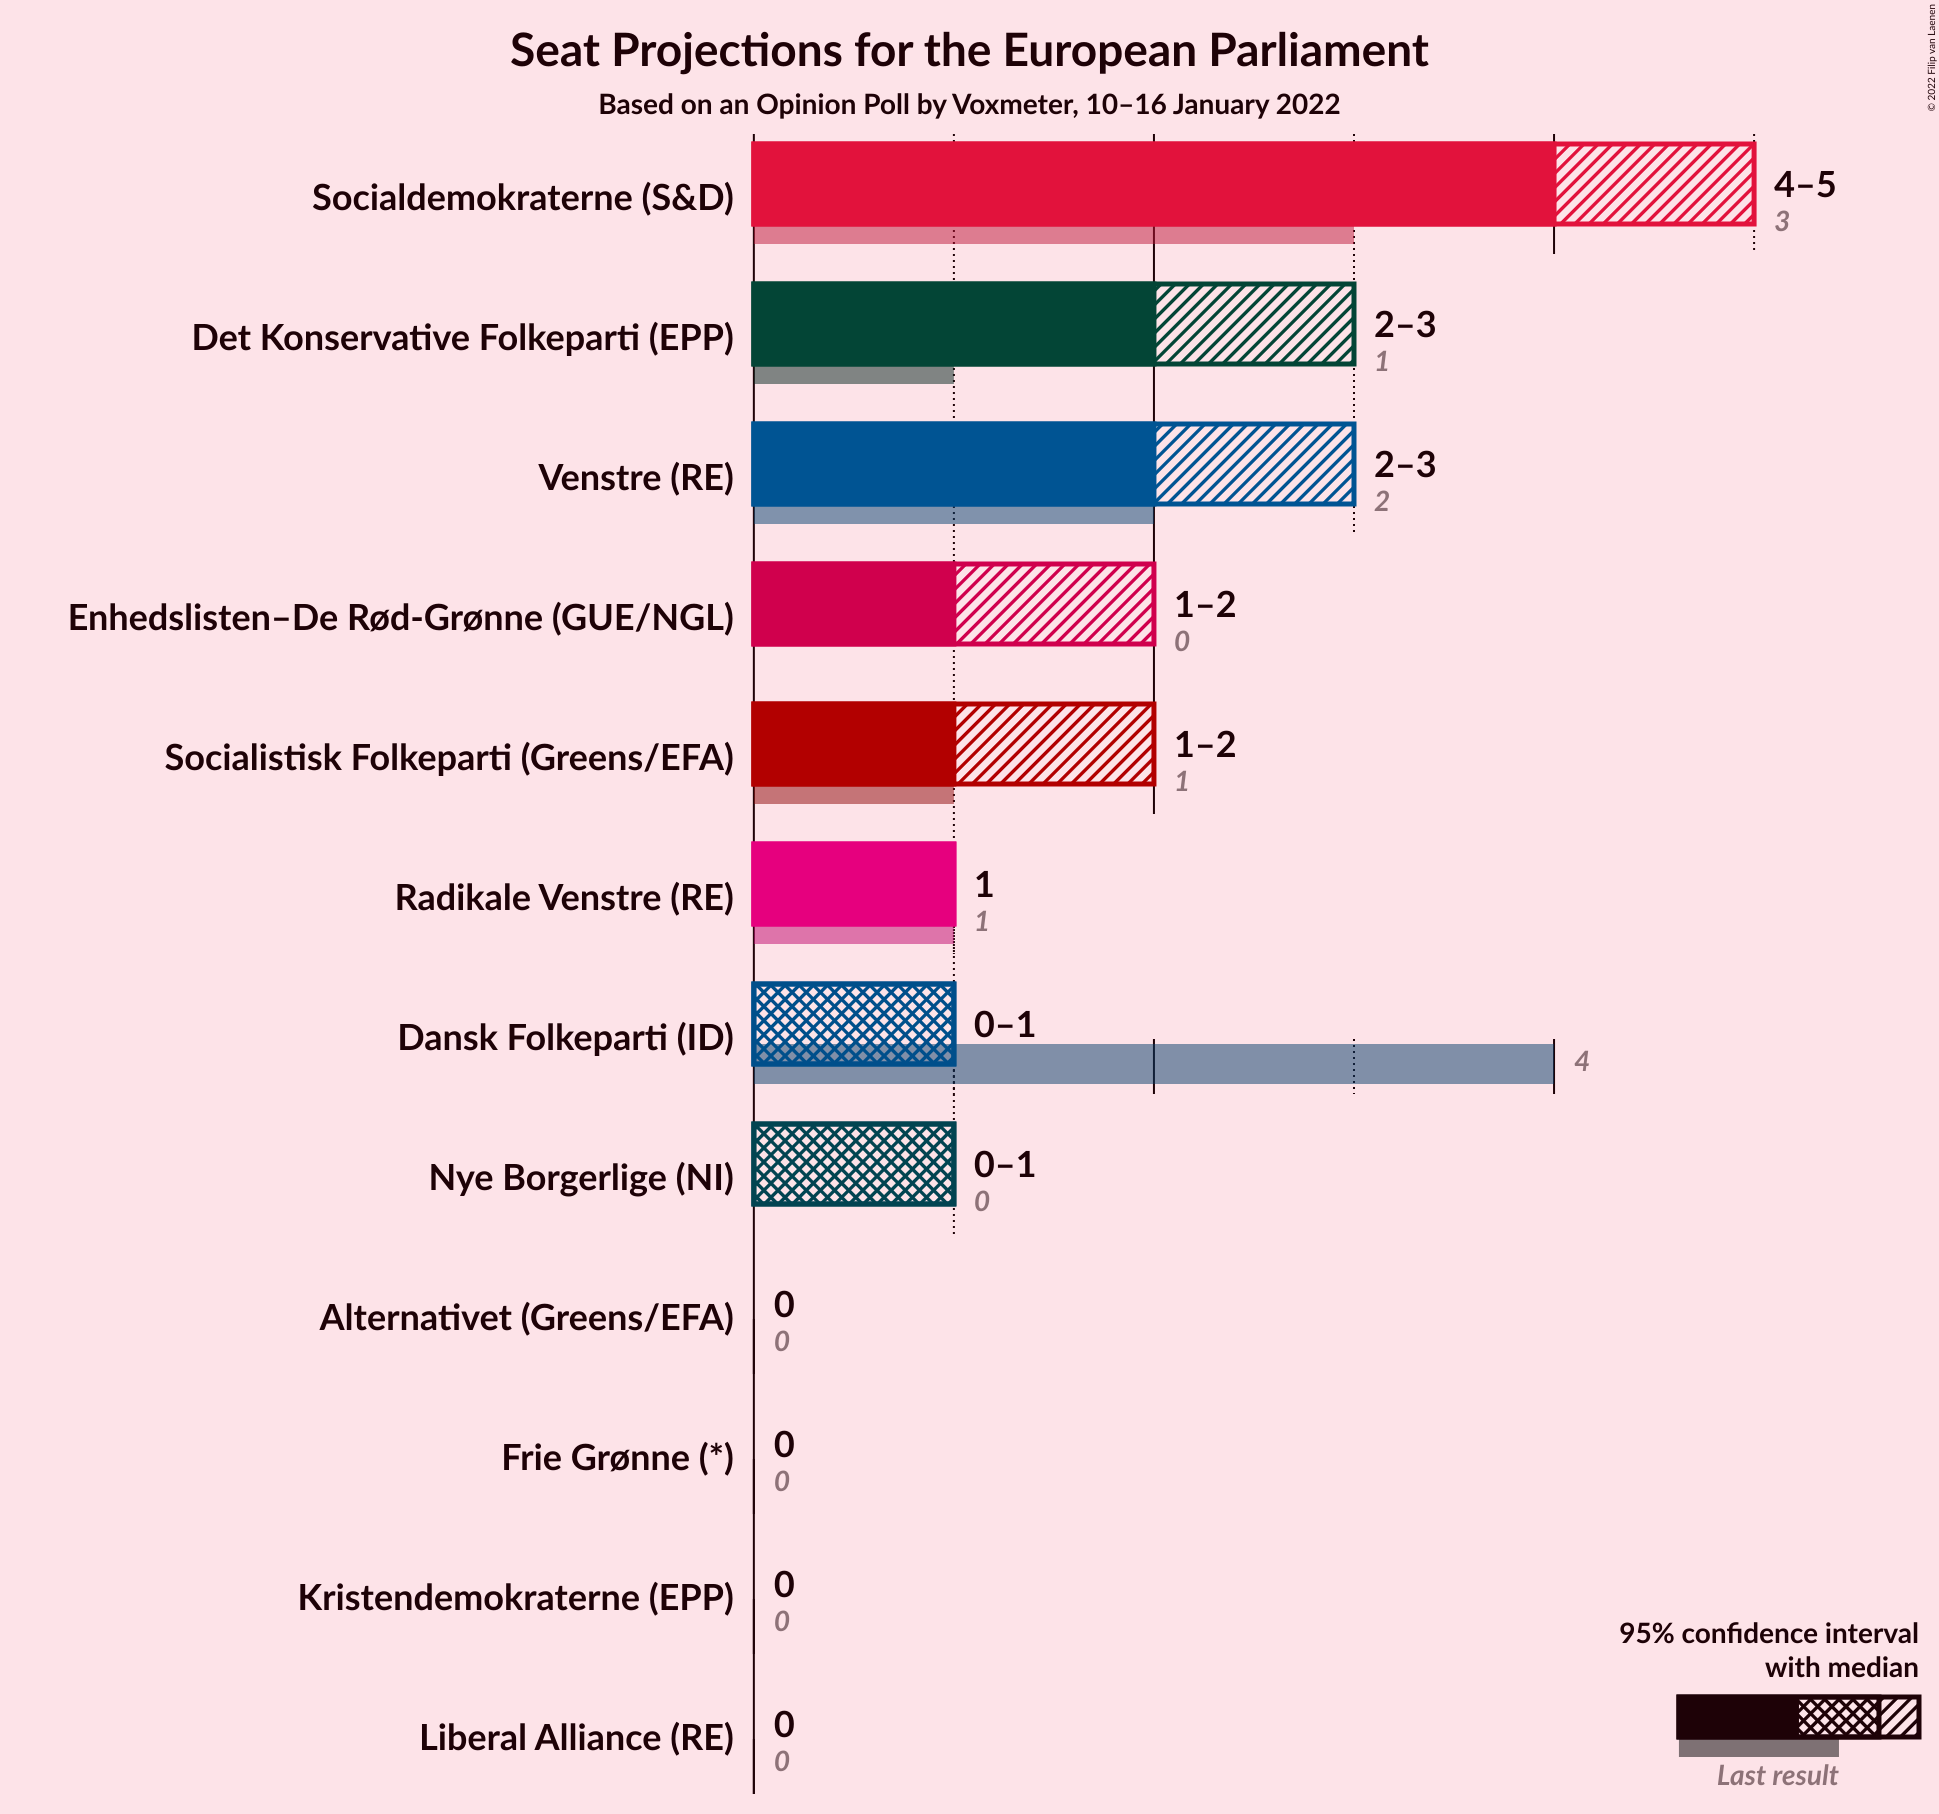 Seat Projections for the European Parliament
Based on an Opinion Poll by Voxmeter, 10–16 January 2022
© 2022 Filip van Laenen
Socialdemokraterne (S&D)
4–5
3
Det Konservative Folkeparti (EPP)
2–3
1
Venstre (RE)
2–3
2
Enhedslisten–De Rød-Grønne (GUE/NGL)
1–2
0
Socialistisk Folkeparti (Greens/EFA)
1–2
1
Radikale Venstre (RE)
1
1
Dansk Folkeparti (ID)
0–1
4
Nye Borgerlige (NI)
0–1
0
Alternativet (Greens/EFA)
0
0
Frie Grønne (*)
0
0
Kristendemokraterne (EPP)
0
0
Liberal Alliance (RE)
0
0
95% confidence interval
with median
Last result